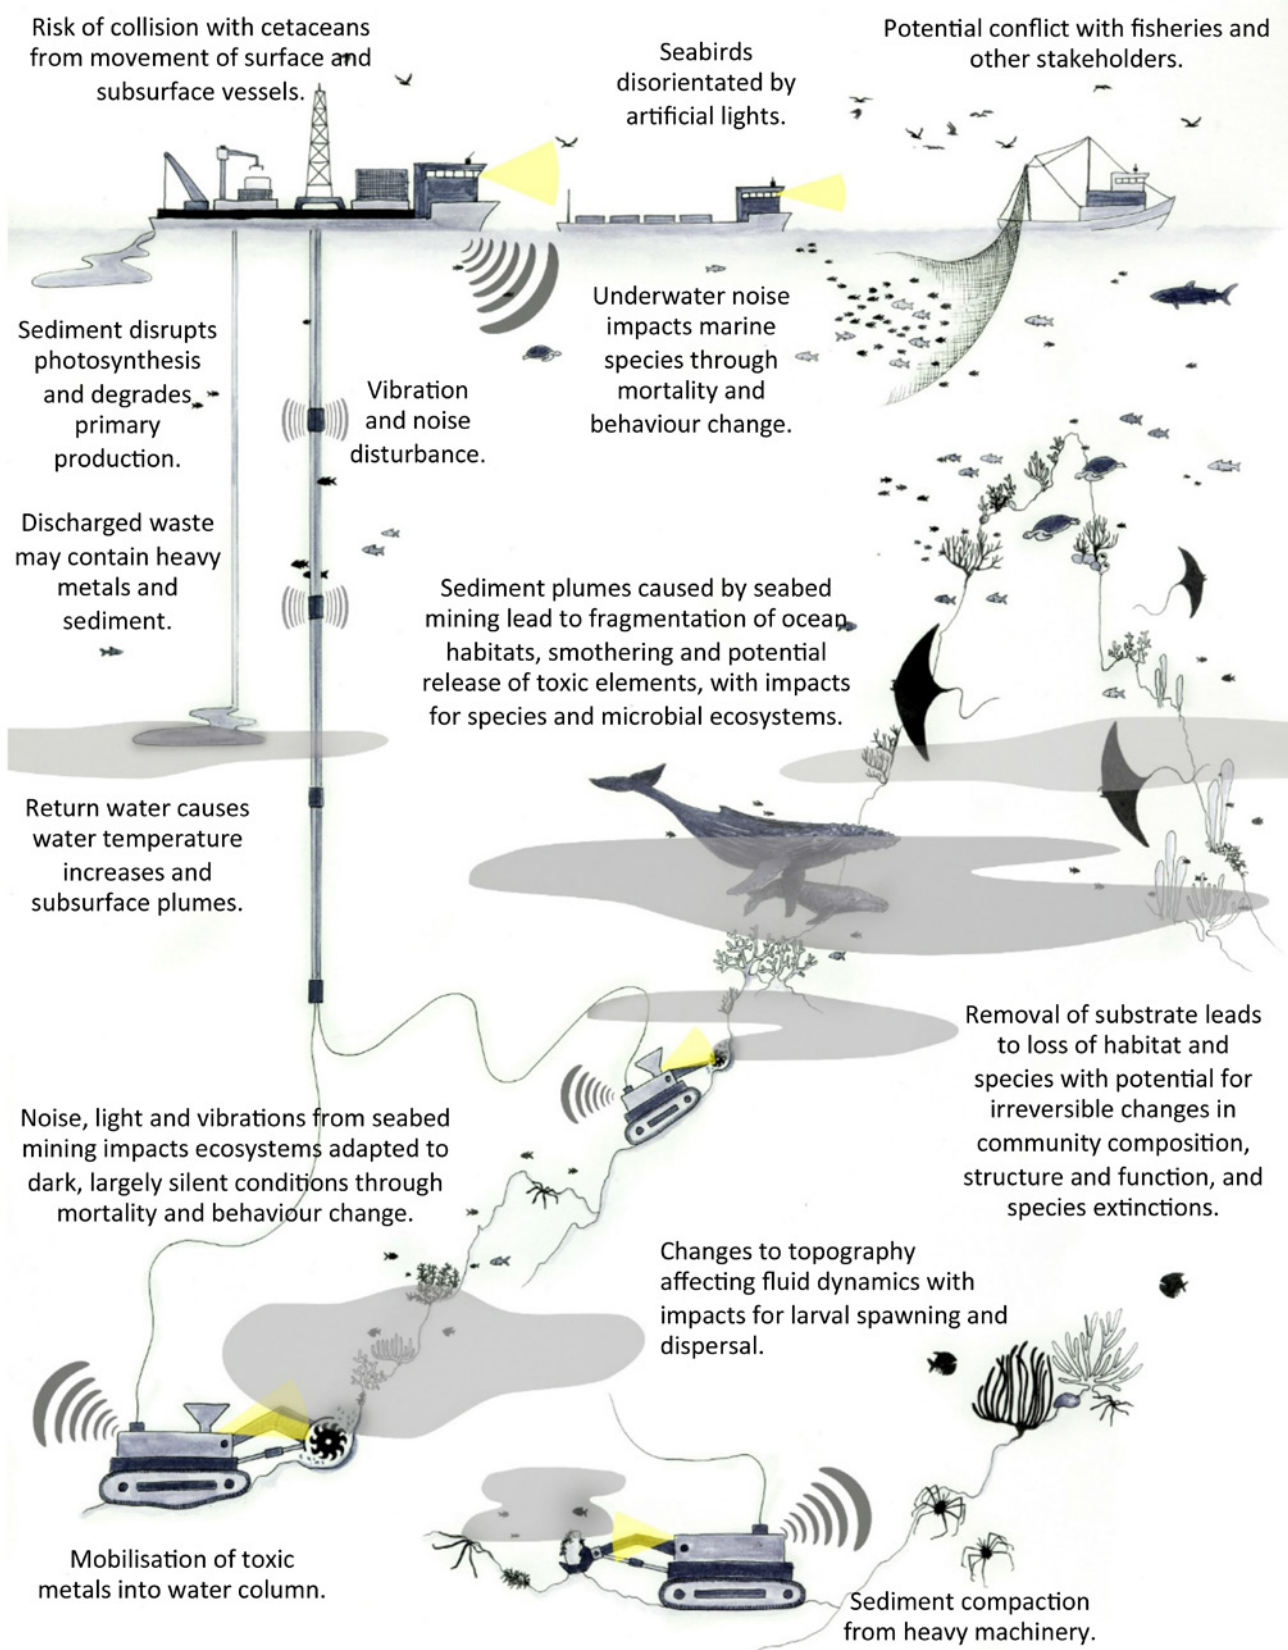 Risk of collision with cetaceans
from movement of surface and
subsurface vessels.
Seabirds
disorientated by
artificial lights.
Potential conflict with fisheries and
other stakeholders.
Sediment disrupts
photosynthesis
and degrades
primary
production.
Vibration
and noise
disturbance.
Underwater noise
impacts marine
species through
mortality and
behaviour change.
Discharged waste
may contain heavy
metals and
sediment.
Sediment plumes caused by seabed
mining lead to fragmentation of ocean
habitats, smothering and potential
release of toxic elements, with impacts
for species and microbial ecosystems.
Return water causes
water temperature
increases and
subsurface plumes.
Removal of substrate leads
to loss of habitat and
species with potential for
irreversible changes in
community composition,
structure and function, and
species extinctions.
Noise, light and vibrations from seabed
mining impacts ecosystems adapted to
dark, largely silent conditions through
mortality and behaviour change.
Changes to topography
affecting fluid dynamics with
impacts for larval spawning and
dispersal.
Mobilisation of toxic
metals into water column.
Sediment compaction
from heavy machinery.